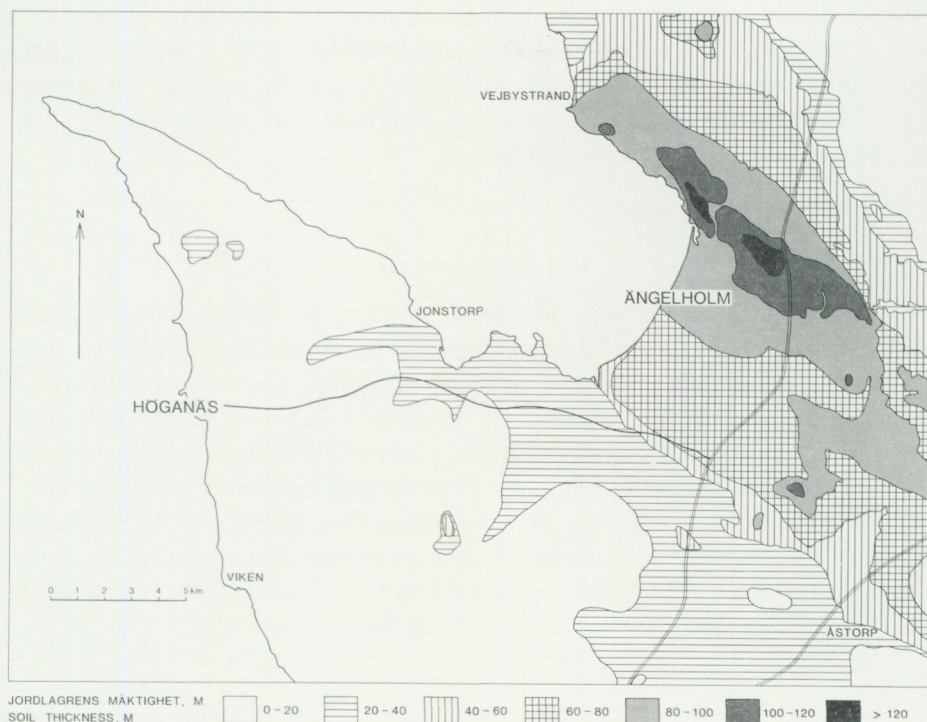 VEJBYSTRAND
N
ÄNGELHOLM
JONSTORP
HÖGANÄS
VIKEN
0 1 2 3 4 5 km
ÅSTORP
JORDLAGRENS MÄKTIGHET, M
SOIL THICKNESS, M
0-20 20-40 40-60 60-80 80-100 100-120 > 120